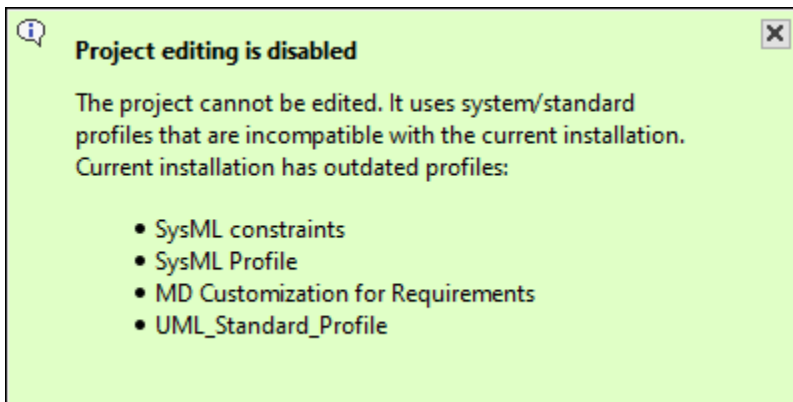 Project editing is disabled
The project cannot be edited. It uses system/standard
profiles that are incompatible with the current installation.
Current installation has outdated profiles:
• SysML constraints
• SysML Profile
• MD Customization for Requirements
• UML_Standard_Profile